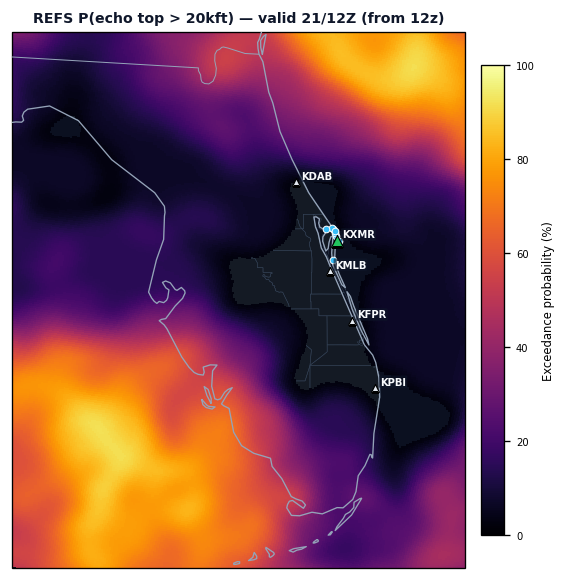 REFS P(echo top > 20kft) — valid 21/12Z (from 12z)
KDAB
KXMR
KMLB
KFPR
KPBI
100
80
60
40
20
0
Exceedance probability (%)